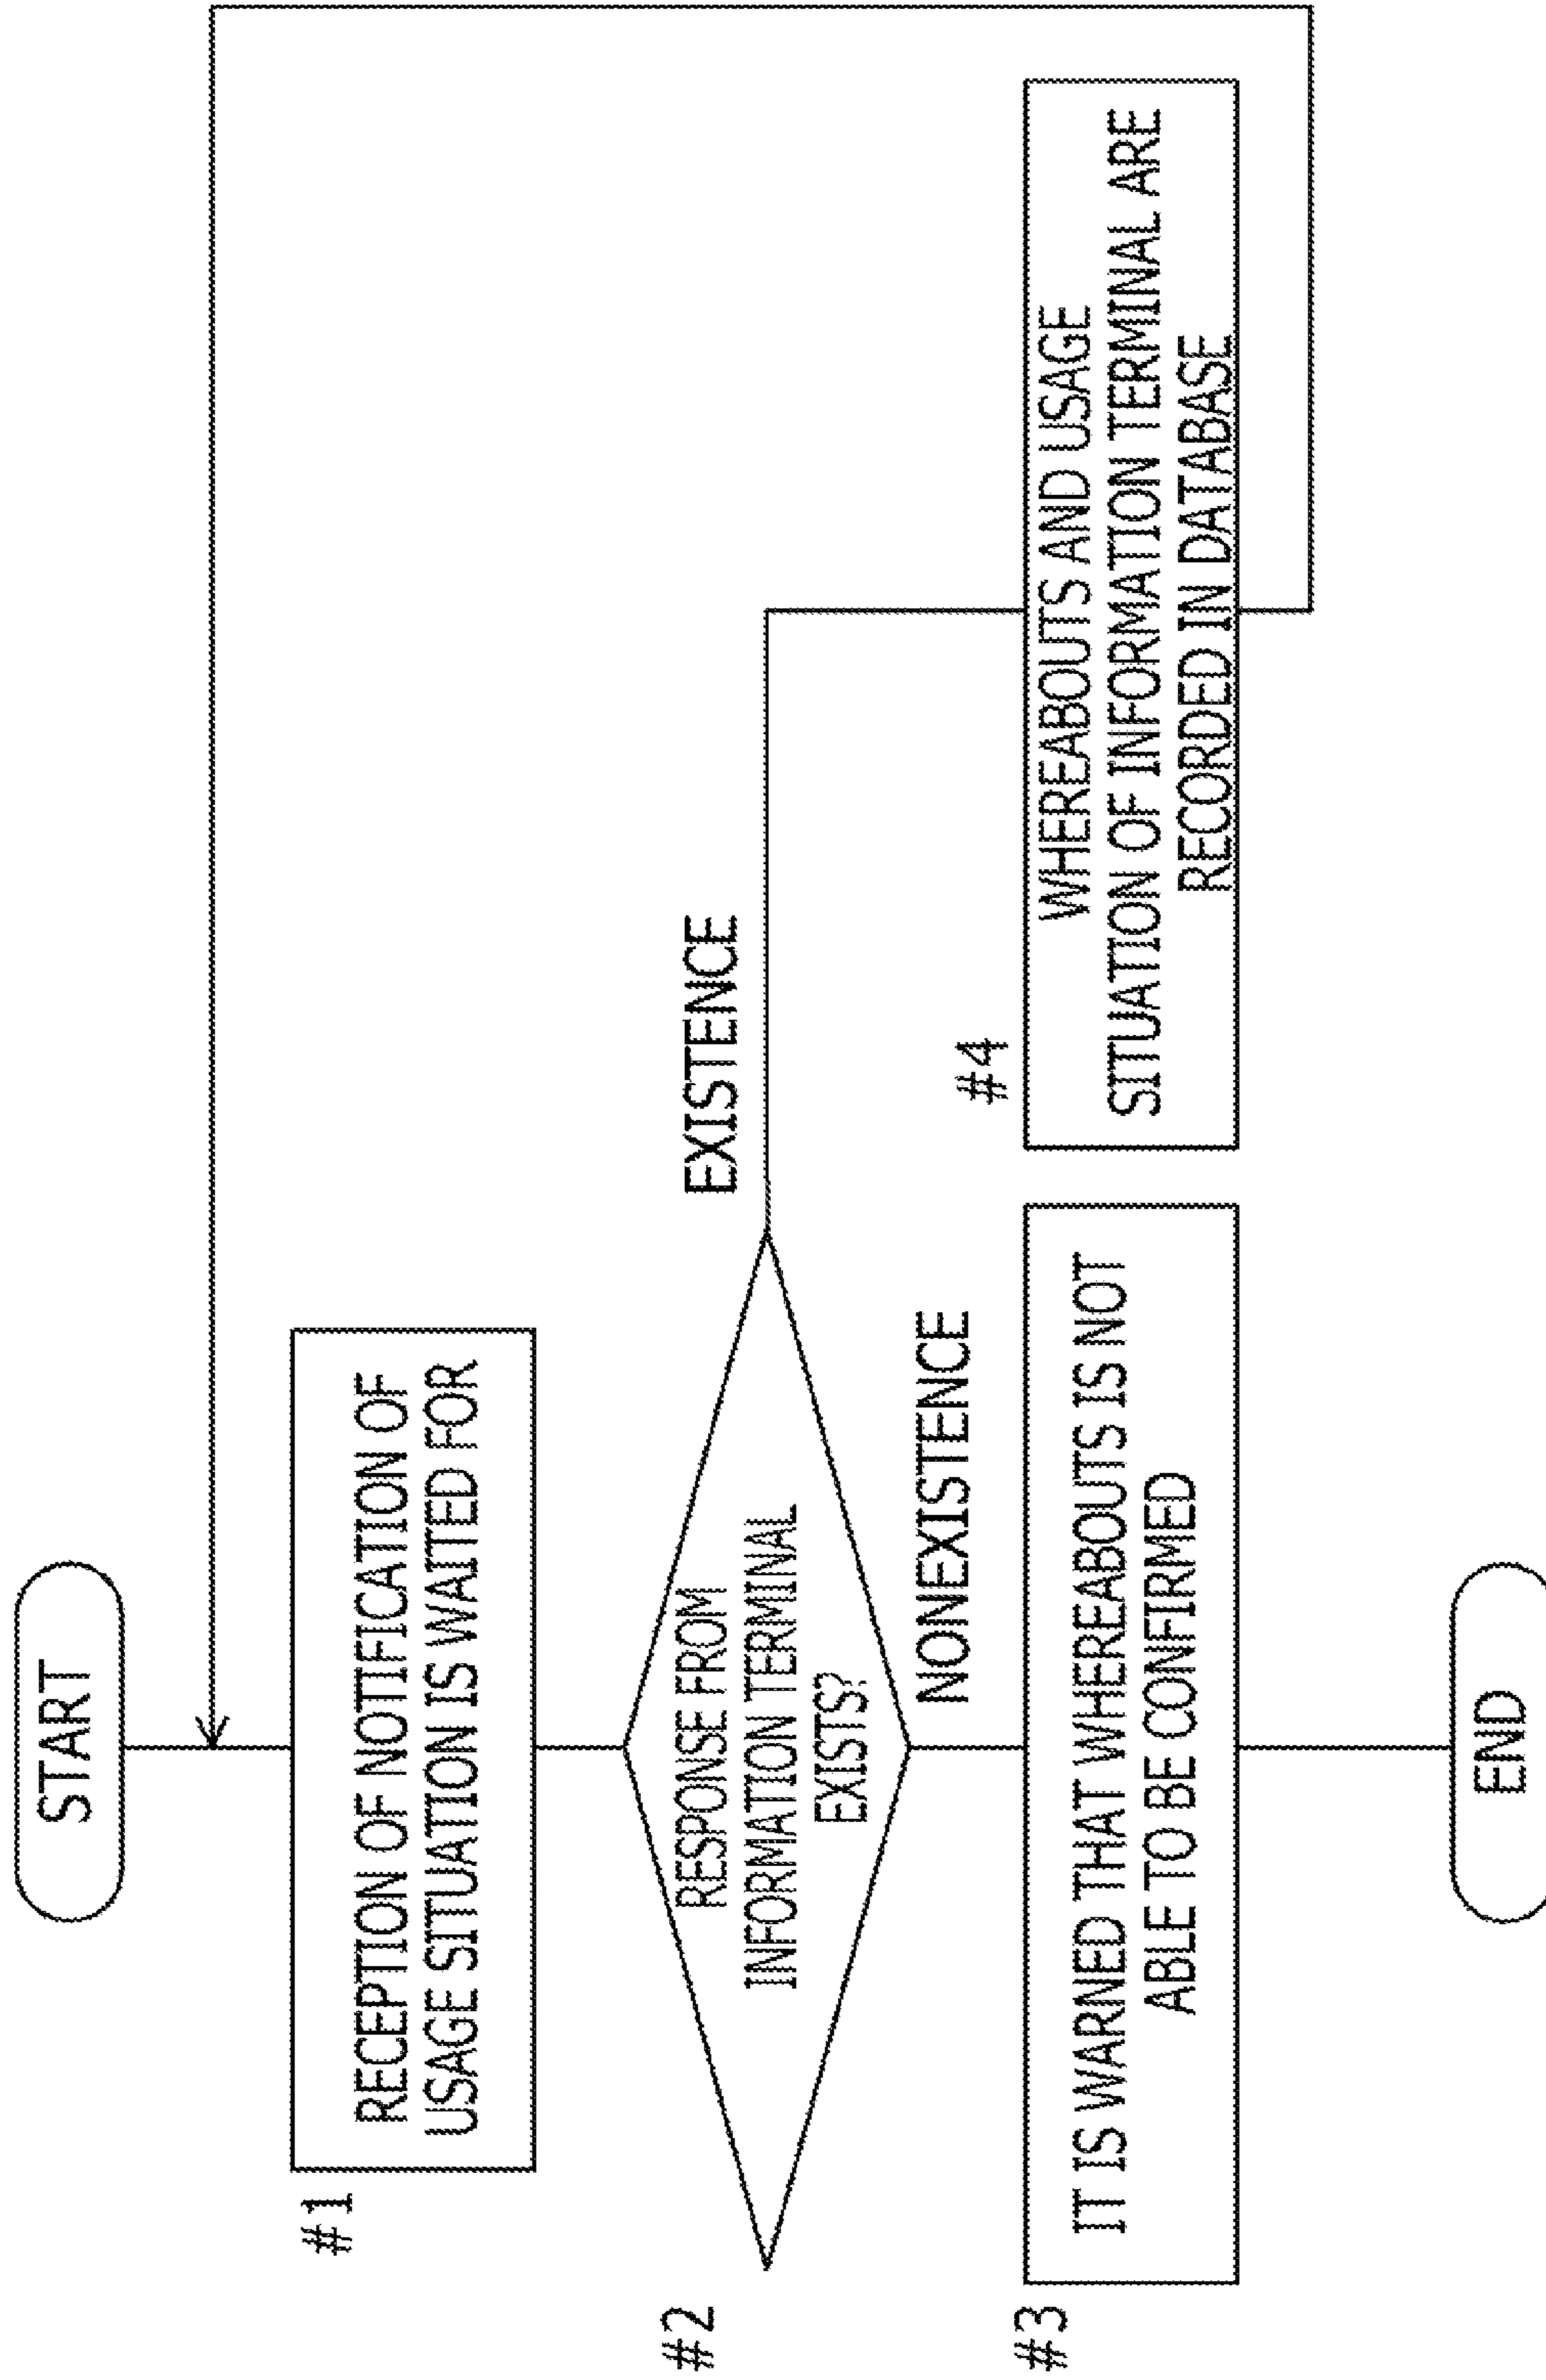 START
#1
RECEPTION OF NOTIFICATION OF
USAGE SITUATION IS WAITED FOR
#2
RESPONSE FROM
INFORMATION TERMINAL
EXISTS?
EXISTENCE
NONEXISTENCE
#3
IT IS WARNED THAT WHEREABOUTS IS NOT
ABLE TO BE CONFIRMED
#4
WHEREABOUTS AND USAGE
SITUATION OF INFORMATION TERMINAL ARE
RECORDED IN DATABASE
END